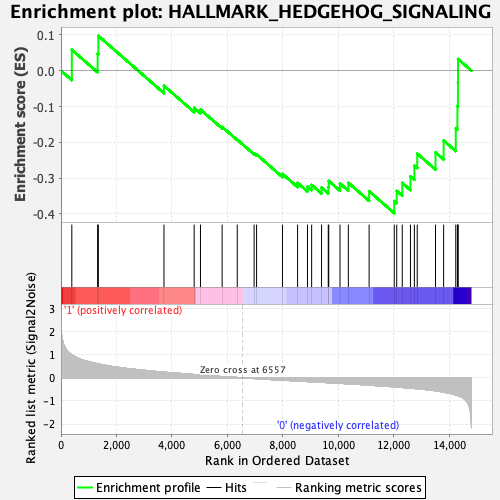 Enrichment plot: HALLMARK_HEDGEHOG_SIGNALING
Enrichment score (ES)
0.1
0.0
-0.1
-0.2
-0.3
-0.4
'1' (positively correlated)
Ranked list metric (Signal2Noise)
3
2
1
0
-1
-2
Zero cross at 6557
'0' (negatively correlated)
0 2,000 4,000 6,000 8,000 10,000 12,000 14,000
Rank in Ordered Dataset
Enrichment profile Hits Ranking metric scores